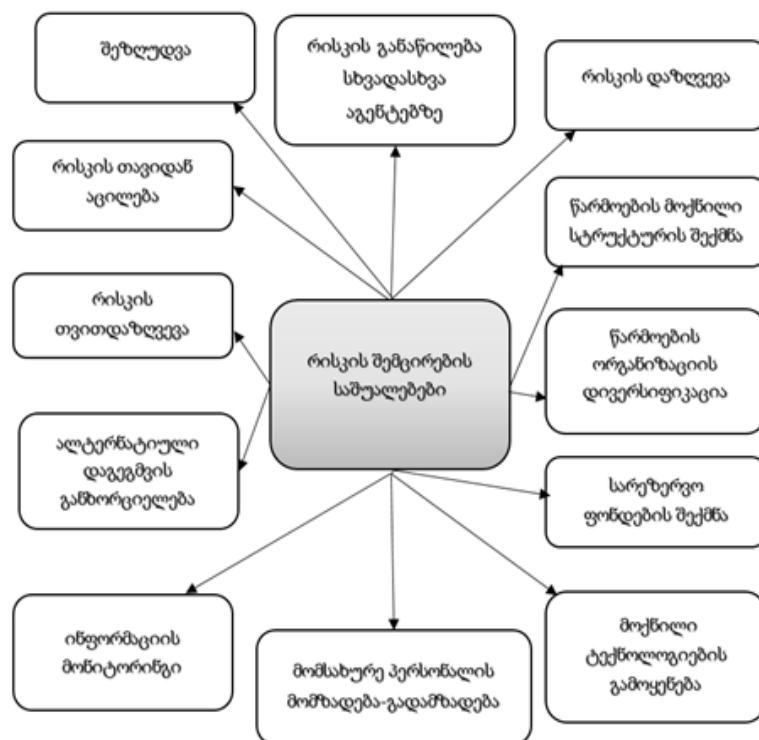 შეზღუდვა
რისკის განაწილება
სხვადასხვა
აგენტებზე
რისკის დაზღვევა
რისკის თავიდან
აცილება
წარმოების მოქნილი
სტრუქტურის შექმნა
რისკის
თვითდაზღვევა
რისკის შემცირების
საშუალებები
წარმოების
ორგანიზაციის
დივერსიფიკაცია
ალტერნატიული
დაგეგმვის
განხორციელება
სარეზერვო
ფონდების შექმნა
ინფორმაციის
მონიტორინგი
მომსახურე პერსონალის
მომზადება-გადამზადება
მოქნილი
ტექნოლოგიების
გამოყენება